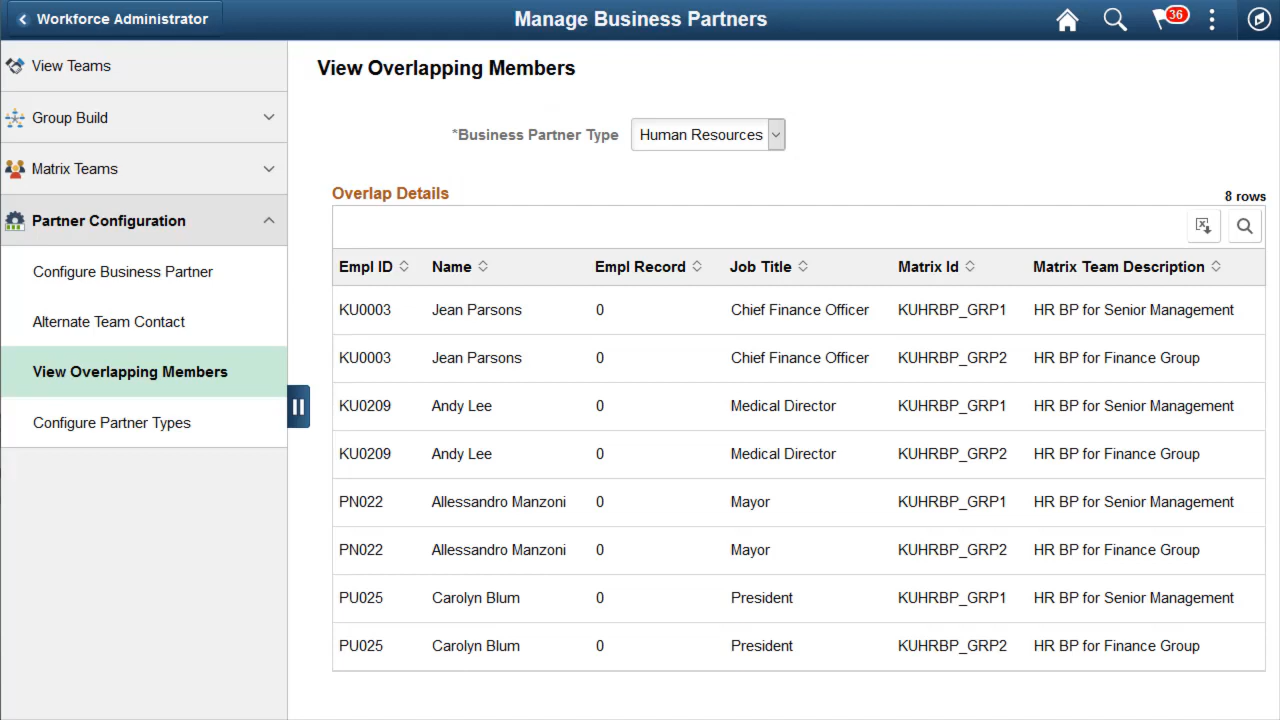 Workforce Administrator
Manage Business Partners
36
View Teams
Group Build
Matrix Teams
Partner Configuration
Configure Business Partner
Alternate Team Contact
View Overlapping Members
Configure Partner Types
View Overlapping Members
*Business Partner Type Human Resources
Overlap Details
8 rows
Empl ID Name Empl Record Job Title Matrix Id Matrix Team Description
KU0003 Jean Parsons 0 Chief Finance Officer KUHRBP_GRP1 HR BP for Senior Management
KU0003 Jean Parsons 0 Chief Finance Officer KUHRBP_GRP2 HR BP for Finance Group
KU0209 Andy Lee 0 Medical Director KUHRBP_GRP1 HR BP for Senior Management
KU0209 Andy Lee 0 Medical Director KUHRBP_GRP2 HR BP for Finance Group
PN022 Allessandro Manzoni 0 Mayor KUHRBP_GRP1 HR BP for Senior Management
PN022 Allessandro Manzoni 0 Mayor KUHRBP_GRP2 HR BP for Finance Group
PU025 Carolyn Blum 0 President KUHRBP_GRP1 HR BP for Senior Management
PU025 Carolyn Blum 0 President KUHRBP_GRP2 HR BP for Finance Group